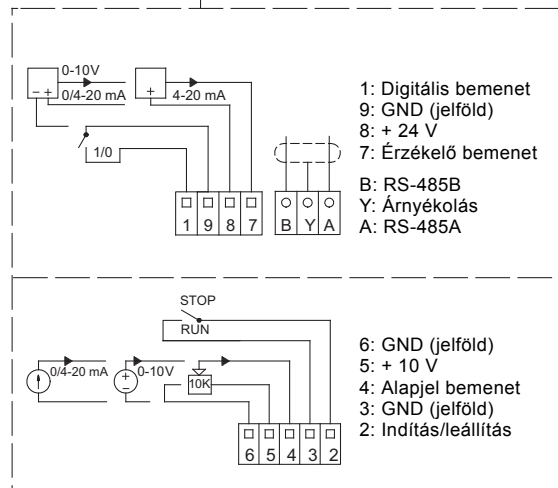 0-10V
0/4-20 mA
4-20 mA
1/0
1 9 8 7
B Y A
1: Digitális bemenet
9: GND (jelföld)
8: + 24 V
7: Érzékelő bemenet
B: RS-485B
Y: Árnyékolás
A: RS-485A
STOP
RUN
0/4-20 mA
0-10V
10K
6 5 4 3 2
6: GND (jelföld)
5: + 10 V
4: Alapjel bemenet
3: GND (jelföld)
2: Indítás/leállítás